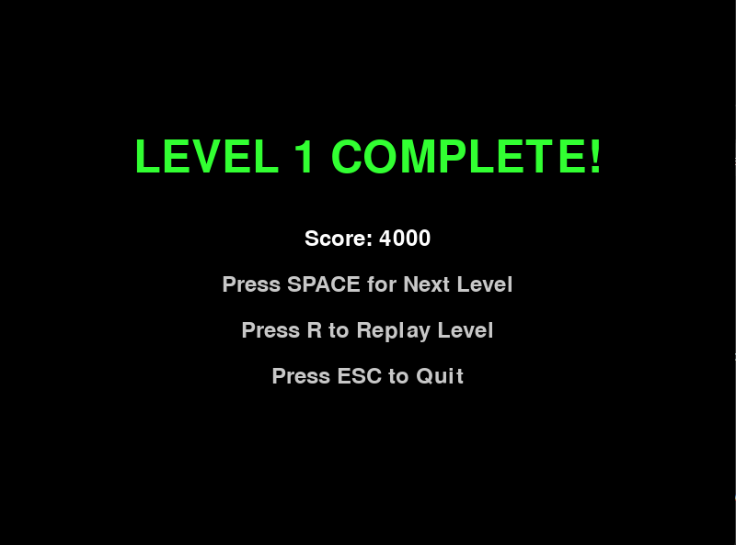 LEVEL 1 COMPLETE!
Score: 4000
Press SPACE for Next Level
Press R to Replay Level
Press ESC to Quit